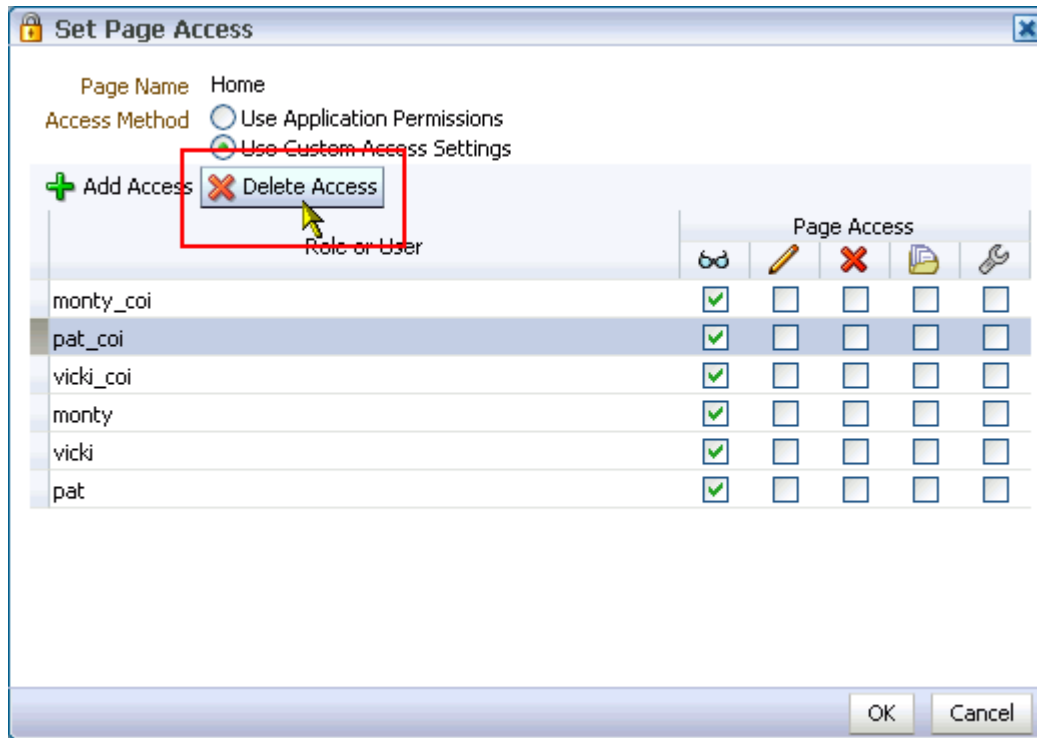 Set Page Access
Page Name Home
Access Method Use Application Permissions
Use Custom Access Settings
Add Access Delete Access
Role or User
Page Access
monty_coi
pat_coi
vicki_coi
monty
vicki
pat
OK Cancel